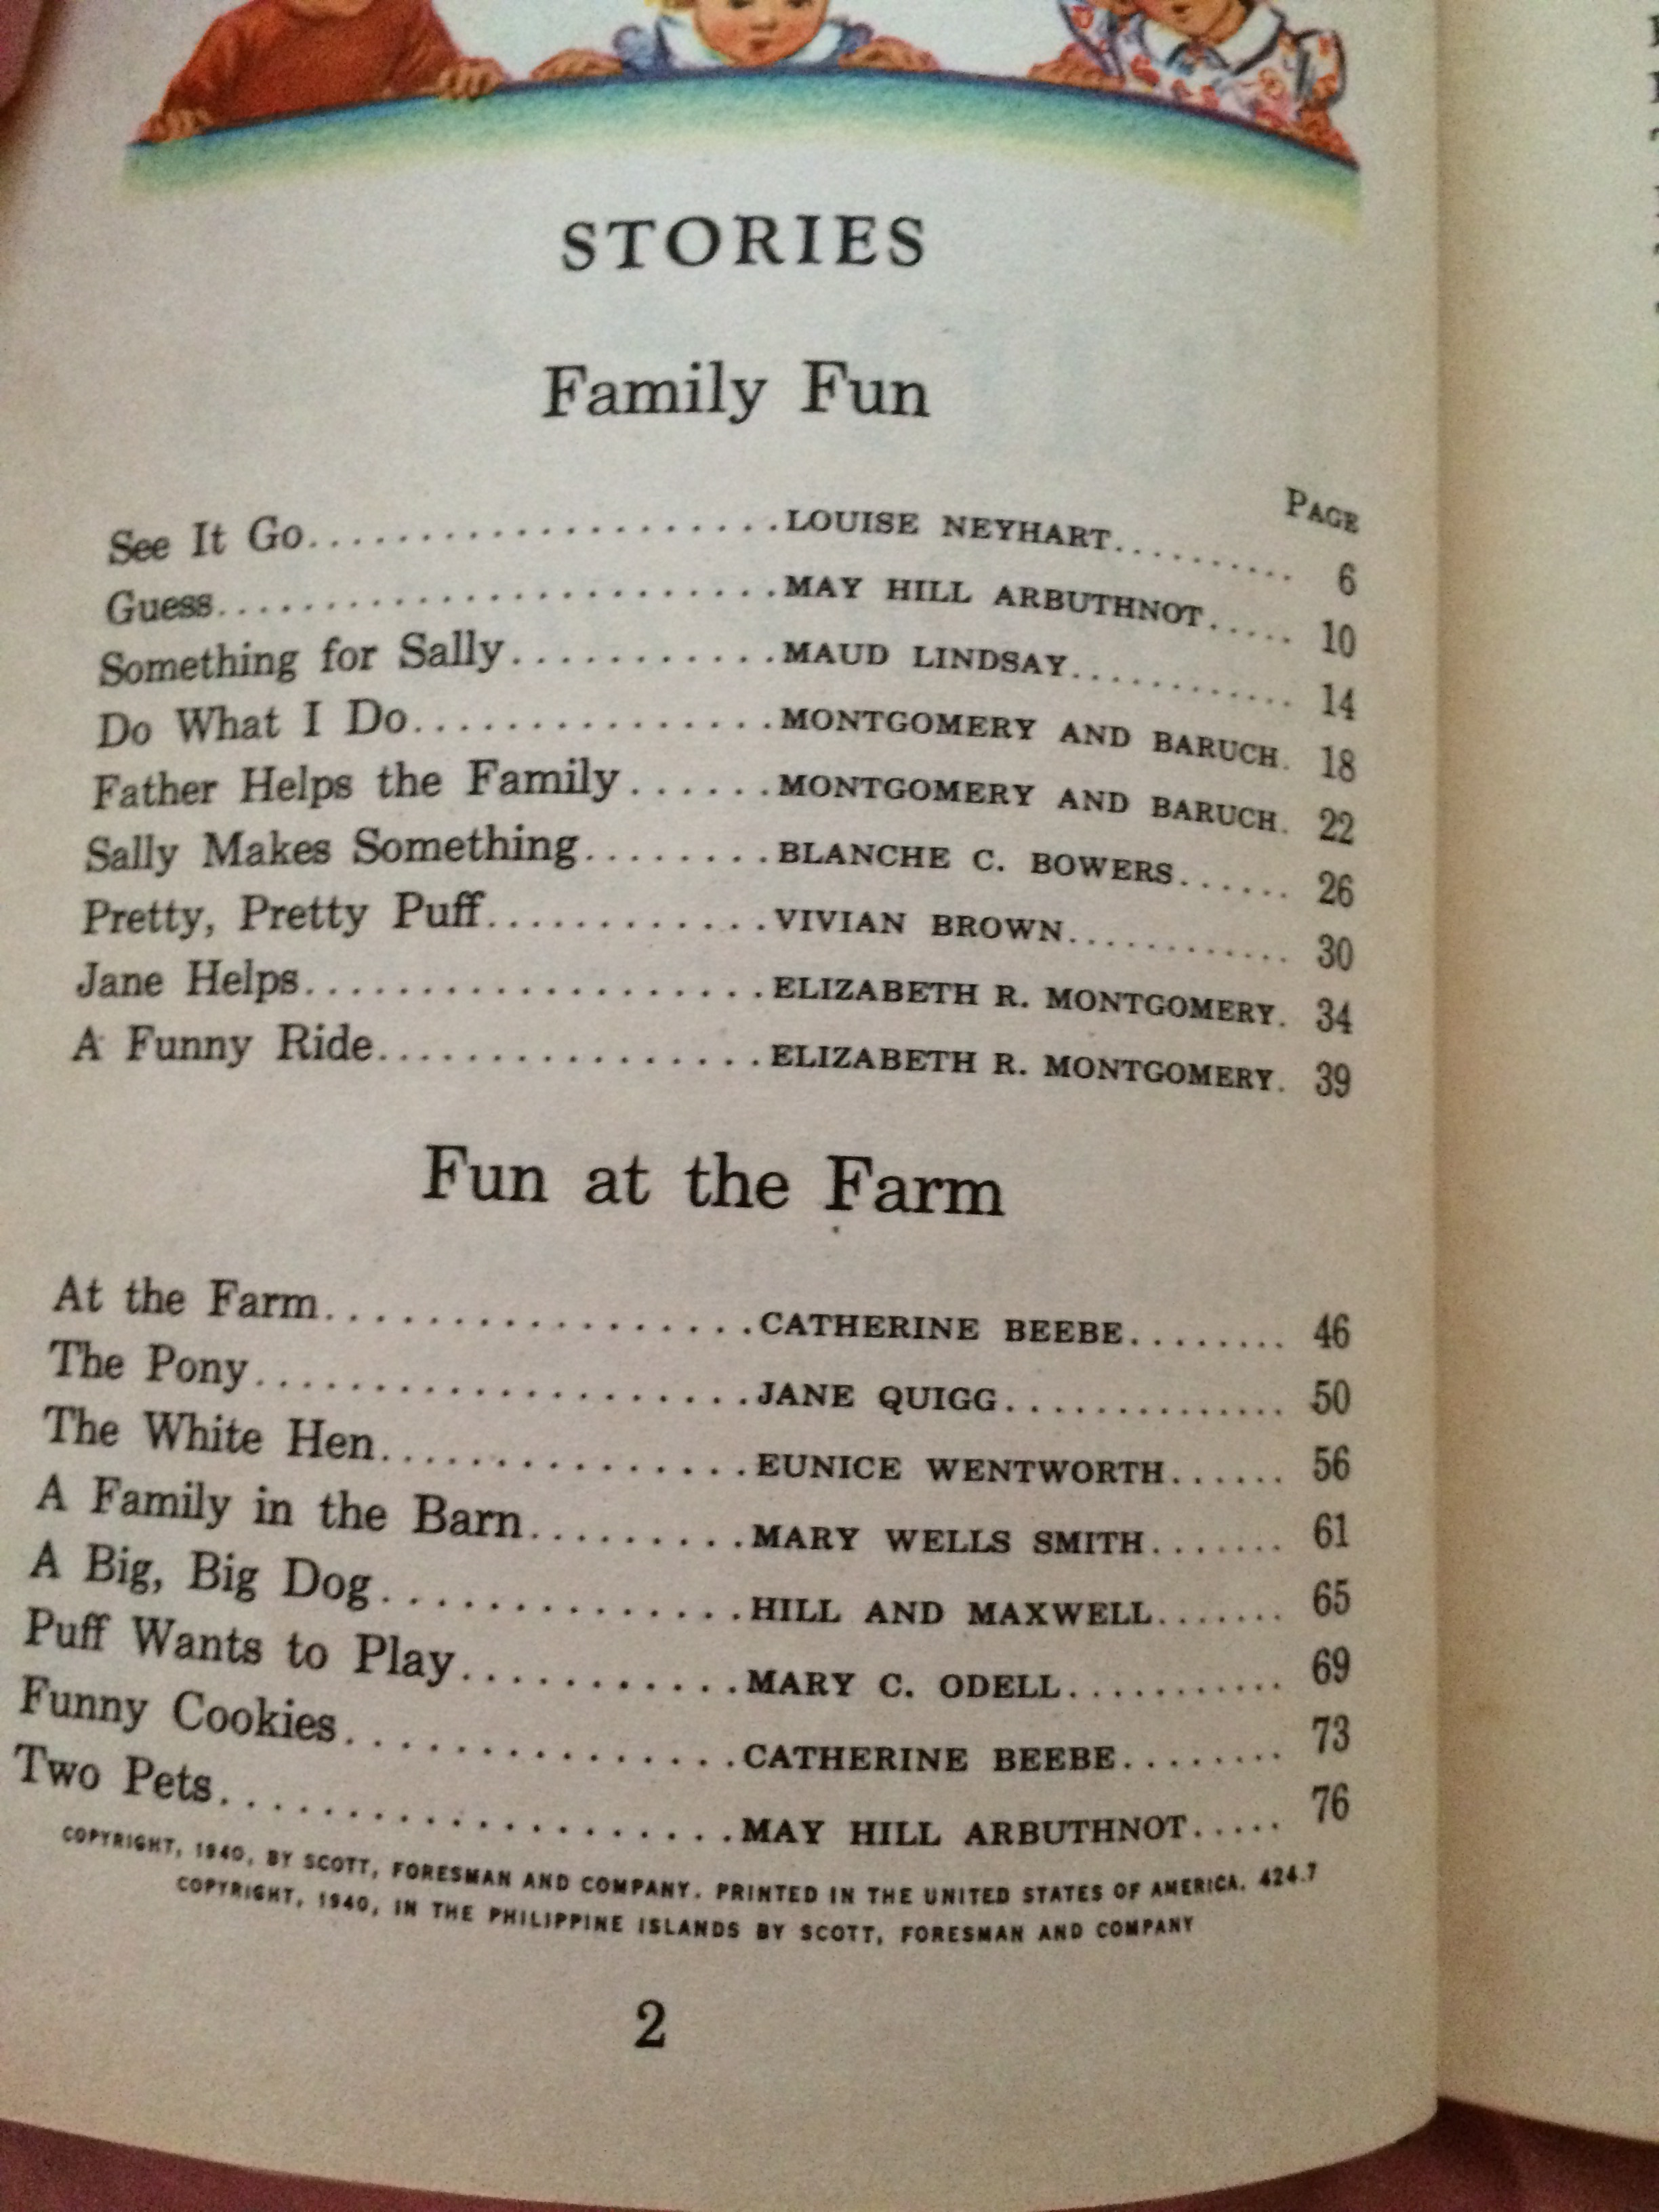 STORIES
Family Fun
PAGE
See It Go....................LOUISE NEYHART.......... 6
Guess........................MAY HILL ARBUTHNOT..... 10
Something for Sally............MAUD LINDSAY............ 14
Do What I Do................MONTGOMERY AND BARUCH. 18
Father Helps the Family......MONTGOMERY AND BARUCH. 22
Sally Makes Something........BLANCHE C. BOWERS...... 26
Pretty, Pretty Puff............VIVIAN BROWN............ 30
Jane Helps....................ELIZABETH R. MONTGOMERY. 34
A Funny Ride.................ELIZABETH R. MONTGOMERY. 39
Fun at the Farm
At the Farm...................CATHERINE BEEBE........ 46
The Pony......................JANE QUIGG.............. 50
The White Hen................EUNICE WENTWORTH...... 56
A Family in the Barn.........MARY WELLS SMITH....... 61
A Big, Big Dog................HILL AND MAXWELL....... 65
Puff Wants to Play............MARY C. ODELL............ 69
Funny Cookies.................CATHERINE BEEBE........ 73
Two Pets......................MAY HILL ARBUTHNOT..... 76
COPYRIGHT, 1940, BY SCOTT, FORESMAN AND COMPANY. PRINTED IN THE UNITED STATES OF AMERICA. 424.7
COPYRIGHT, 1940, IN THE PHILIPPINE ISLANDS BY SCOTT, FORESMAN AND COMPANY
2